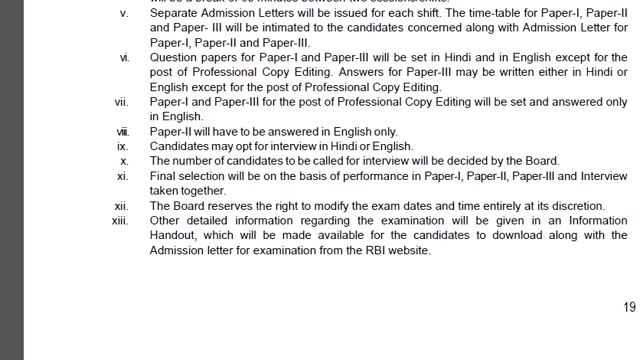 v. Separate Admission Letters will be issued for each shift. The time-table for Paper-I, Paper-II
and Paper- III will be intimated to the candidates concerned along with Admission Letter for
Paper-I, Paper-II and Paper-III.
vi. Question papers for Paper-I and Paper-III will be set in Hindi and in English except for the
post of Professional Copy Editing. Answers for Paper-III may be written either in Hindi or
English except for the post of Professional Copy Editing.
vii. Paper-I and Paper-III for the post of Professional Copy Editing will be set and answered only
in English.
viii. Paper-II will have to be answered in English only.
ix. Candidates may opt for interview in Hindi or English.
x. The number of candidates to be called for interview will be decided by the Board.
xi. Final selection will be on the basis of performance in Paper-I, Paper-II, Paper-III and Interview
taken together.
xii. The Board reserves the right to modify the exam dates and time entirely at its discretion.
xiii. Other detailed information regarding the examination will be given in an Information
Handout, which will be made available for the candidates to download along with the
Admission letter for examination from the RBI website.
19